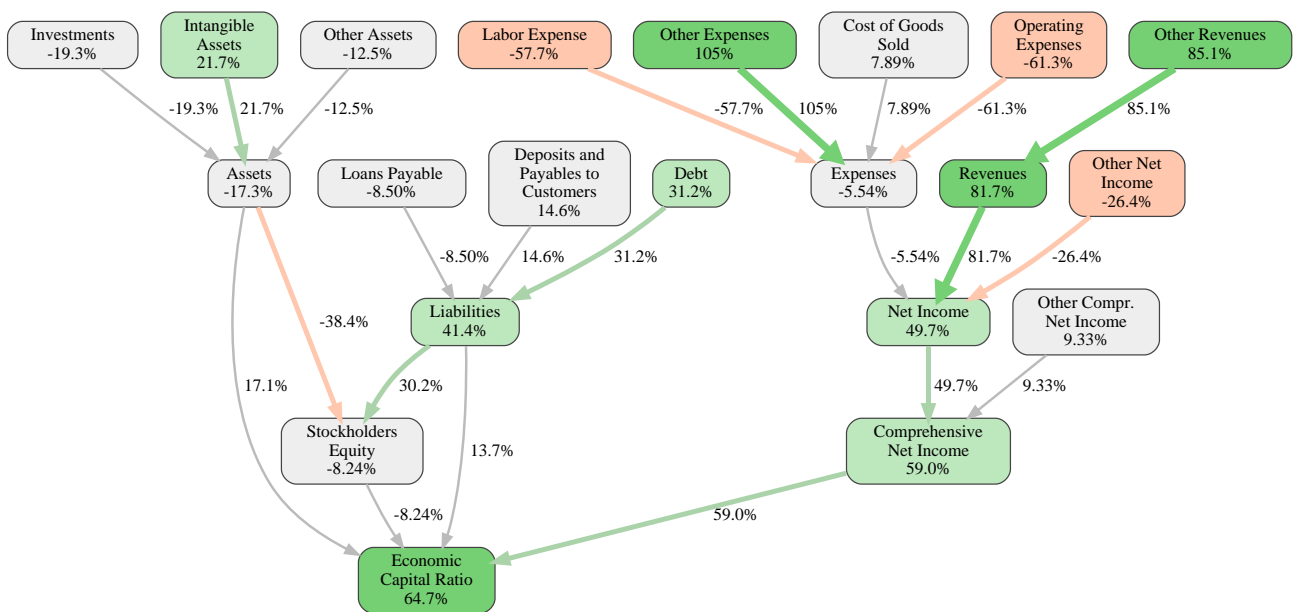 Investments
-19.3%
Intangible
Assets
21.7%
Other Assets
-12.5%
Labor Expense
-57.7%
Other Expenses
105%
Cost of Goods
Sold
7.89%
Operating
Expenses
-61.3%
Other Revenues
85.1%
-19.3%
21.7%
-12.5%
-57.7%
105%
7.89%
-61.3%
85.1%
Assets
-17.3%
Loans Payable
-8.50%
Deposits and
Payables to
Customers
14.6%
Debt
31.2%
Expenses
-5.54%
Revenues
81.7%
Other Net
Income
-26.4%
-8.50%
14.6%
31.2%
-5.54%
81.7%
-26.4%
Liabilities
41.4%
Net Income
49.7%
Other Compr.
Net Income
9.33%
-38.4%
17.1%
30.2%
49.7%
9.33%
Stockholders
Equity
-8.24%
13.7%
Comprehensive
Net Income
59.0%
-8.24%
59.0%
Economic
Capital Ratio
64.7%